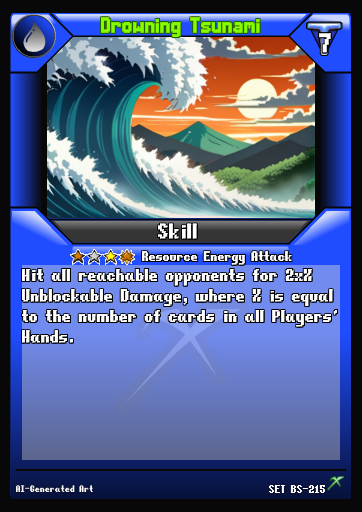 Drowning Tsunami
7
Skill
Resource Energy Attack
Hit all reachable opponents for 2xX
Unblockable Damage, where X is equal
to the number of cards in all Players'
Hands.
AI-Generated Art
SET BS-215